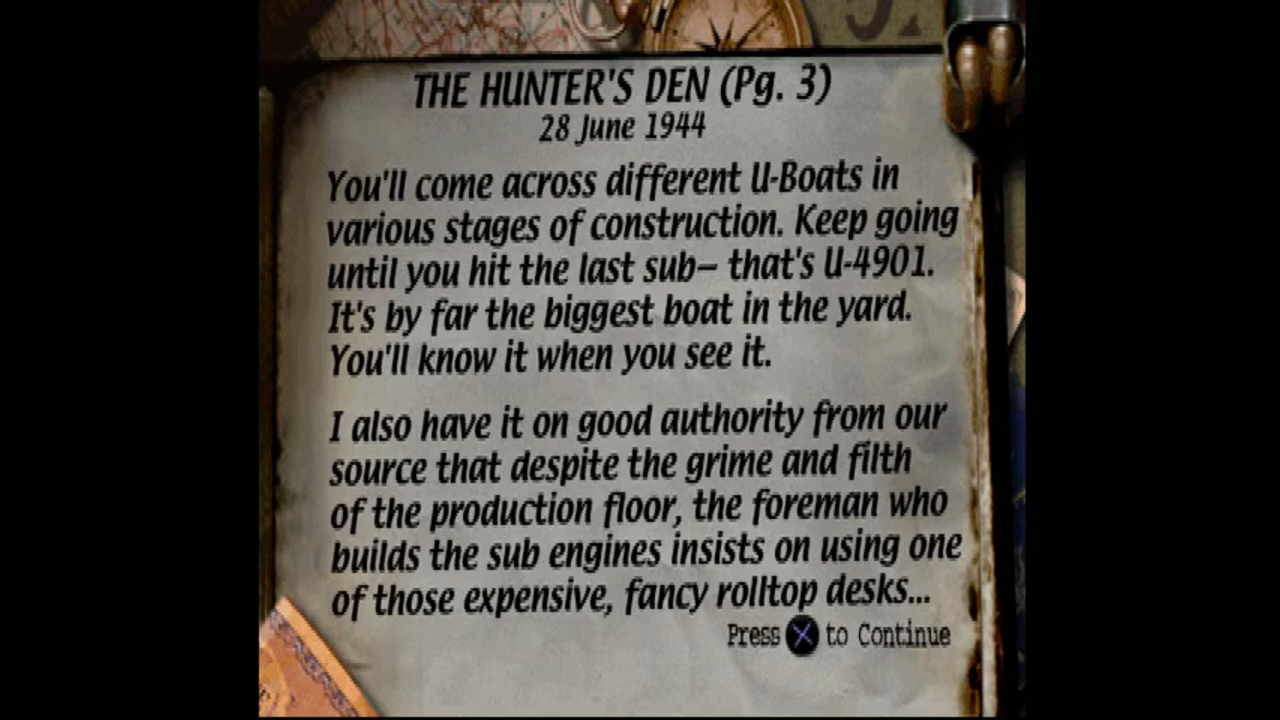 THE HUNTER'S DEN (Pg. 3)
28 June 1944
You'll come across different U-Boats in
various stages of construction. Keep going
until you hit the last sub– that's U-4901.
It's by far the biggest boat in the yard.
You'll know it when you see it.
I also have it on good authority from our
source that despite the grime and filth
of the production floor, the foreman who
builds the sub engines insists on using one
of those expensive, fancy rolltop desks...
Press X to Continue